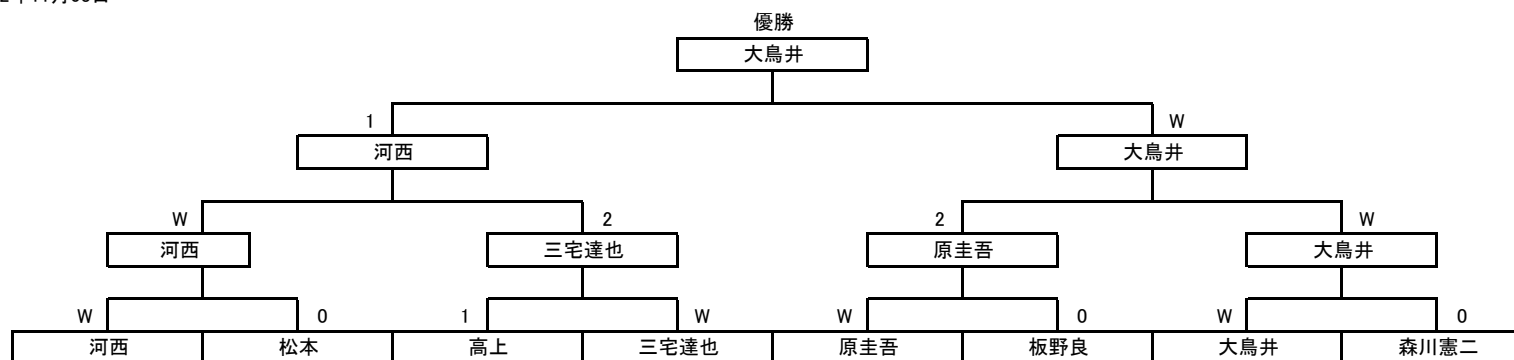 優勝
大鳥井
1 W
河西 大鳥井
W 2 2 W
河西 三宅達也 原圭吾 大鳥井
W 0 1 W W 0 W 0
河西 松本 高上 三宅達也 原圭吾 板野良 大鳥井 森川憲二